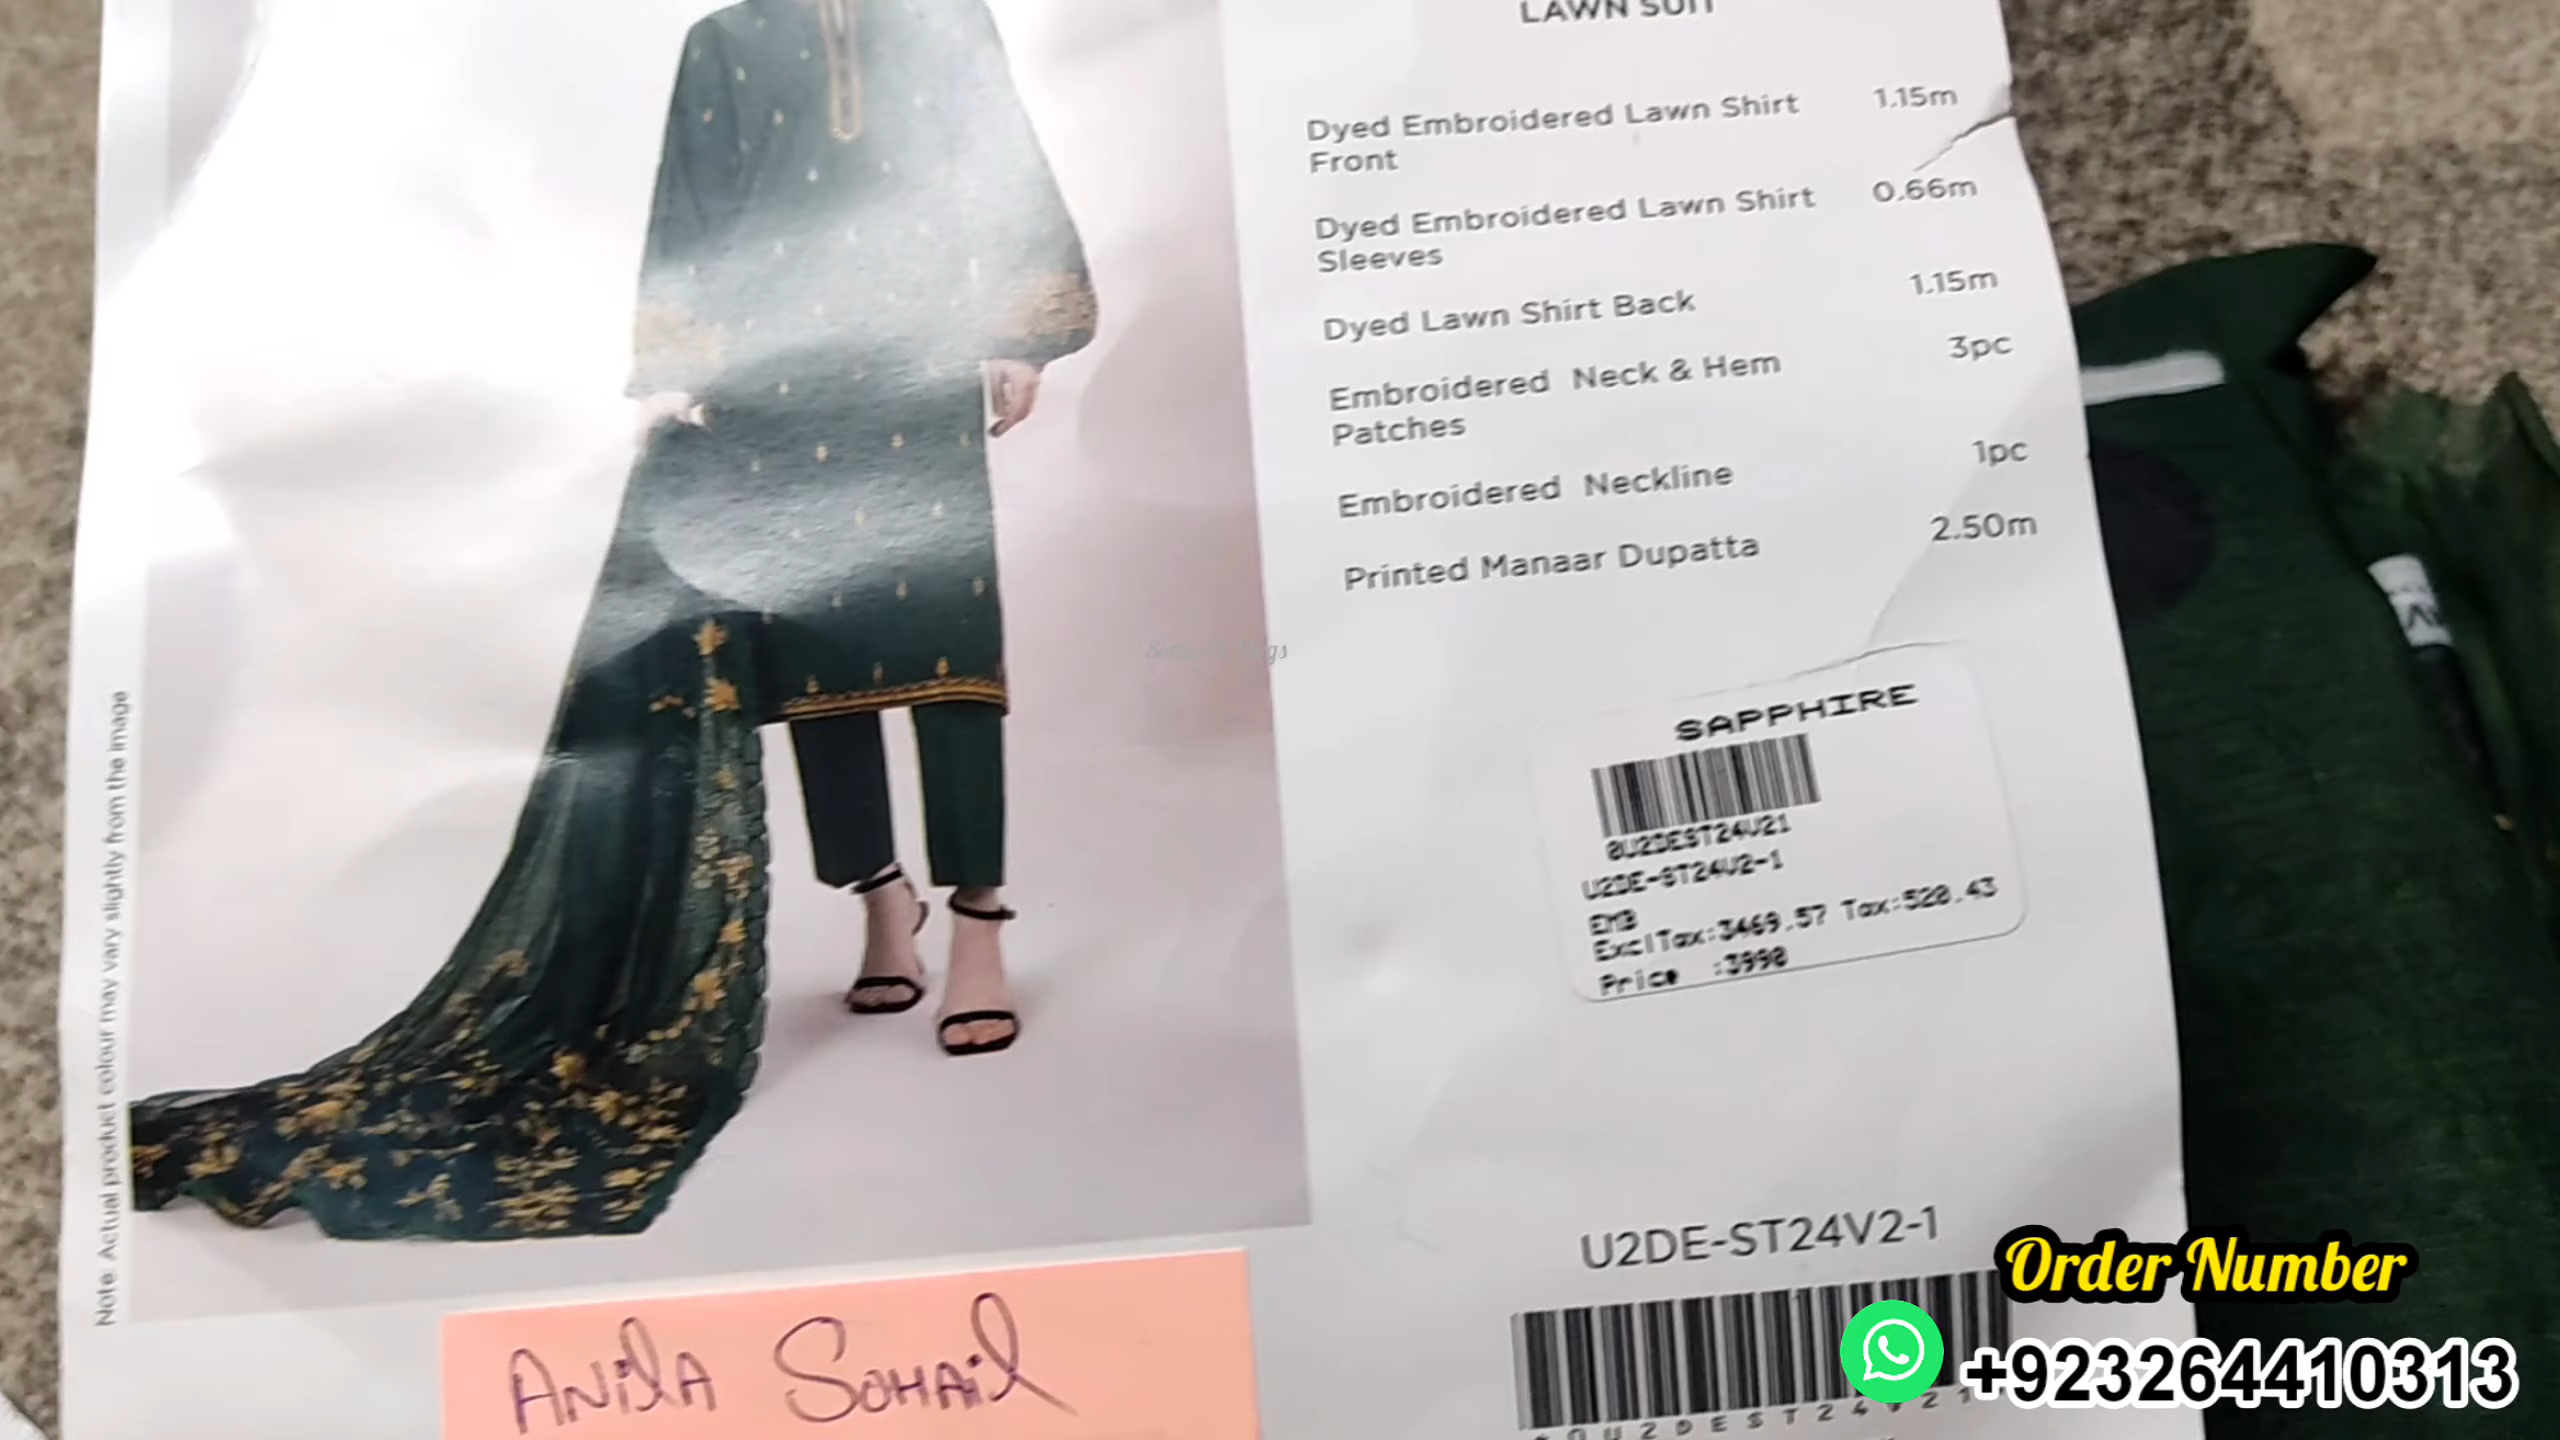 LAWN SUIT
Dyed Embroidered Lawn Shirt 1.15m
Front
Dyed Embroidered Lawn Shirt 0.66m
Sleeves
Dyed Lawn Shirt Back 1.15m
Embroidered Neck & Hem 3pc
Patches
Embroidered Neckline 1pc
Printed Manaar Dupatta 2.50m
SAPPHIRE
0U2DEST24V21
U2DE-ST24V2-1
EMB
ExclTax:3469.57 Tax:520.43
Price :3990
Note: Actual product colour may vary slightly from the image
U2DE-ST24V2-1
Anila Sohail
Order Number
+923264410313